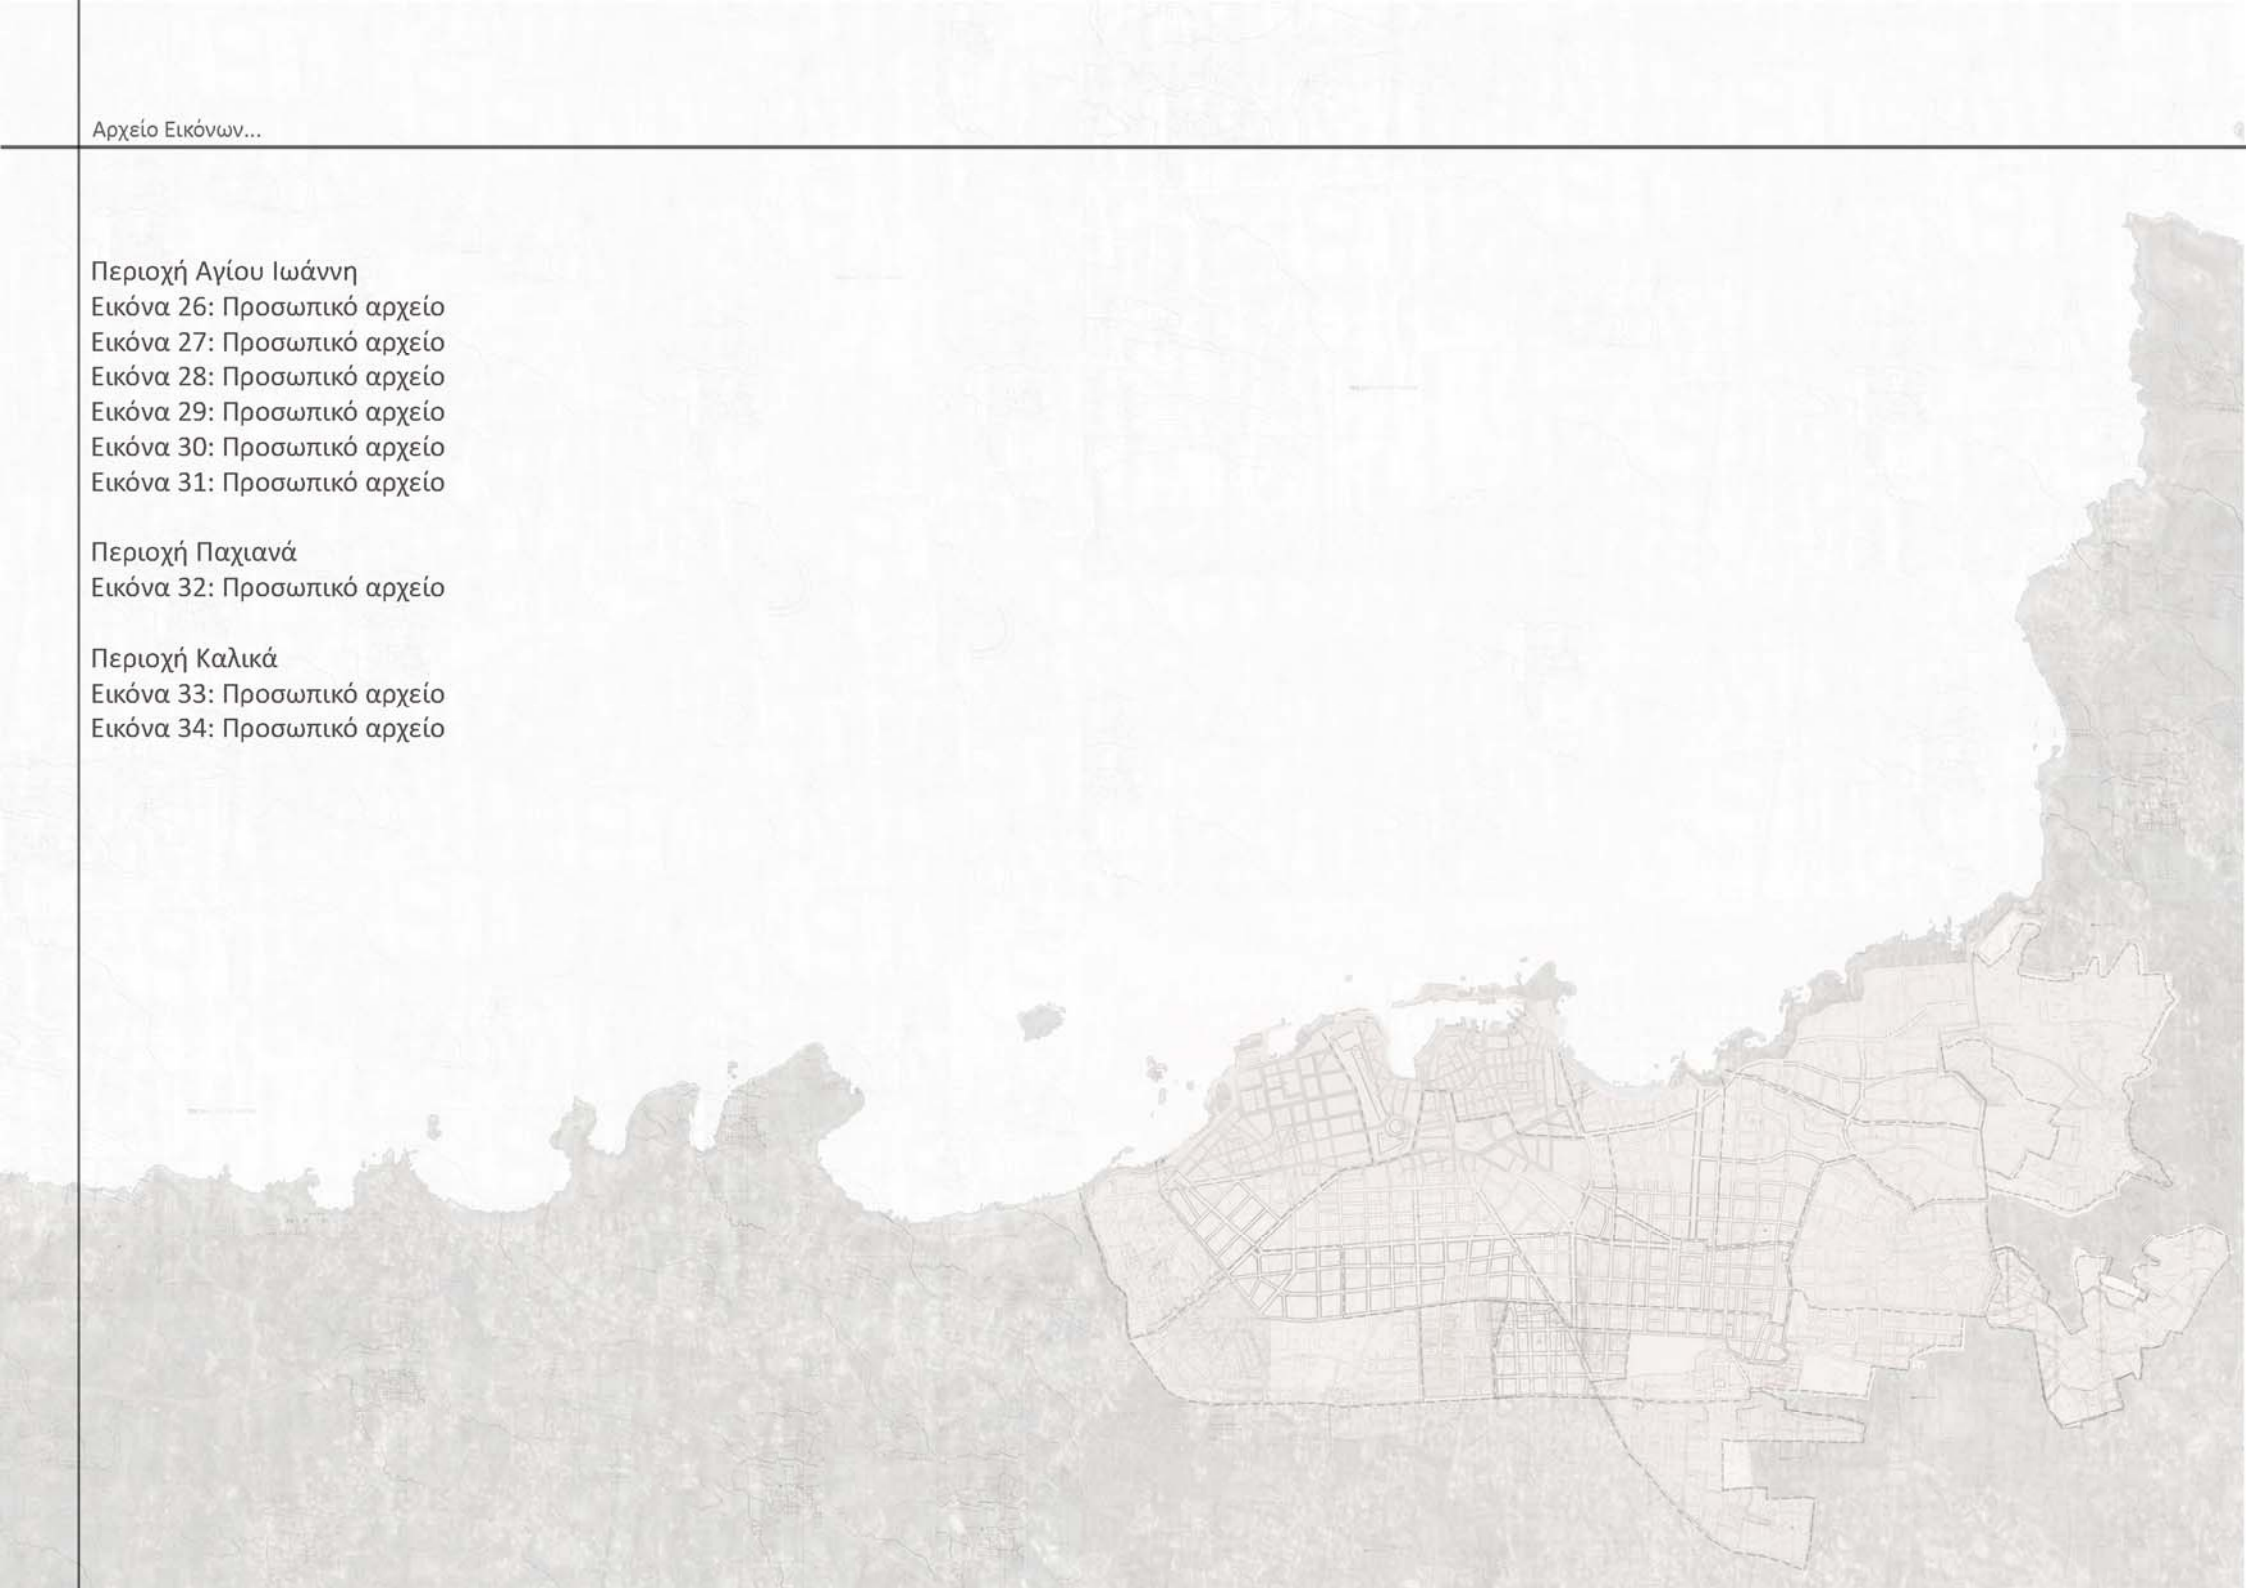 Αρχείο Εικόνων...
Περιοχή Αγίου Ιωάννη
Εικόνα 26: Προσωπικό αρχείο
Εικόνα 27: Προσωπικό αρχείο
Εικόνα 28: Προσωπικό αρχείο
Εικόνα 29: Προσωπικό αρχείο
Εικόνα 30: Προσωπικό αρχείο
Εικόνα 31: Προσωπικό αρχείο
Περιοχή Παχιανά
Εικόνα 32: Προσωπικό αρχείο
Περιοχή Καλικά
Εικόνα 33: Προσωπικό αρχείο
Εικόνα 34: Προσωπικό αρχείο